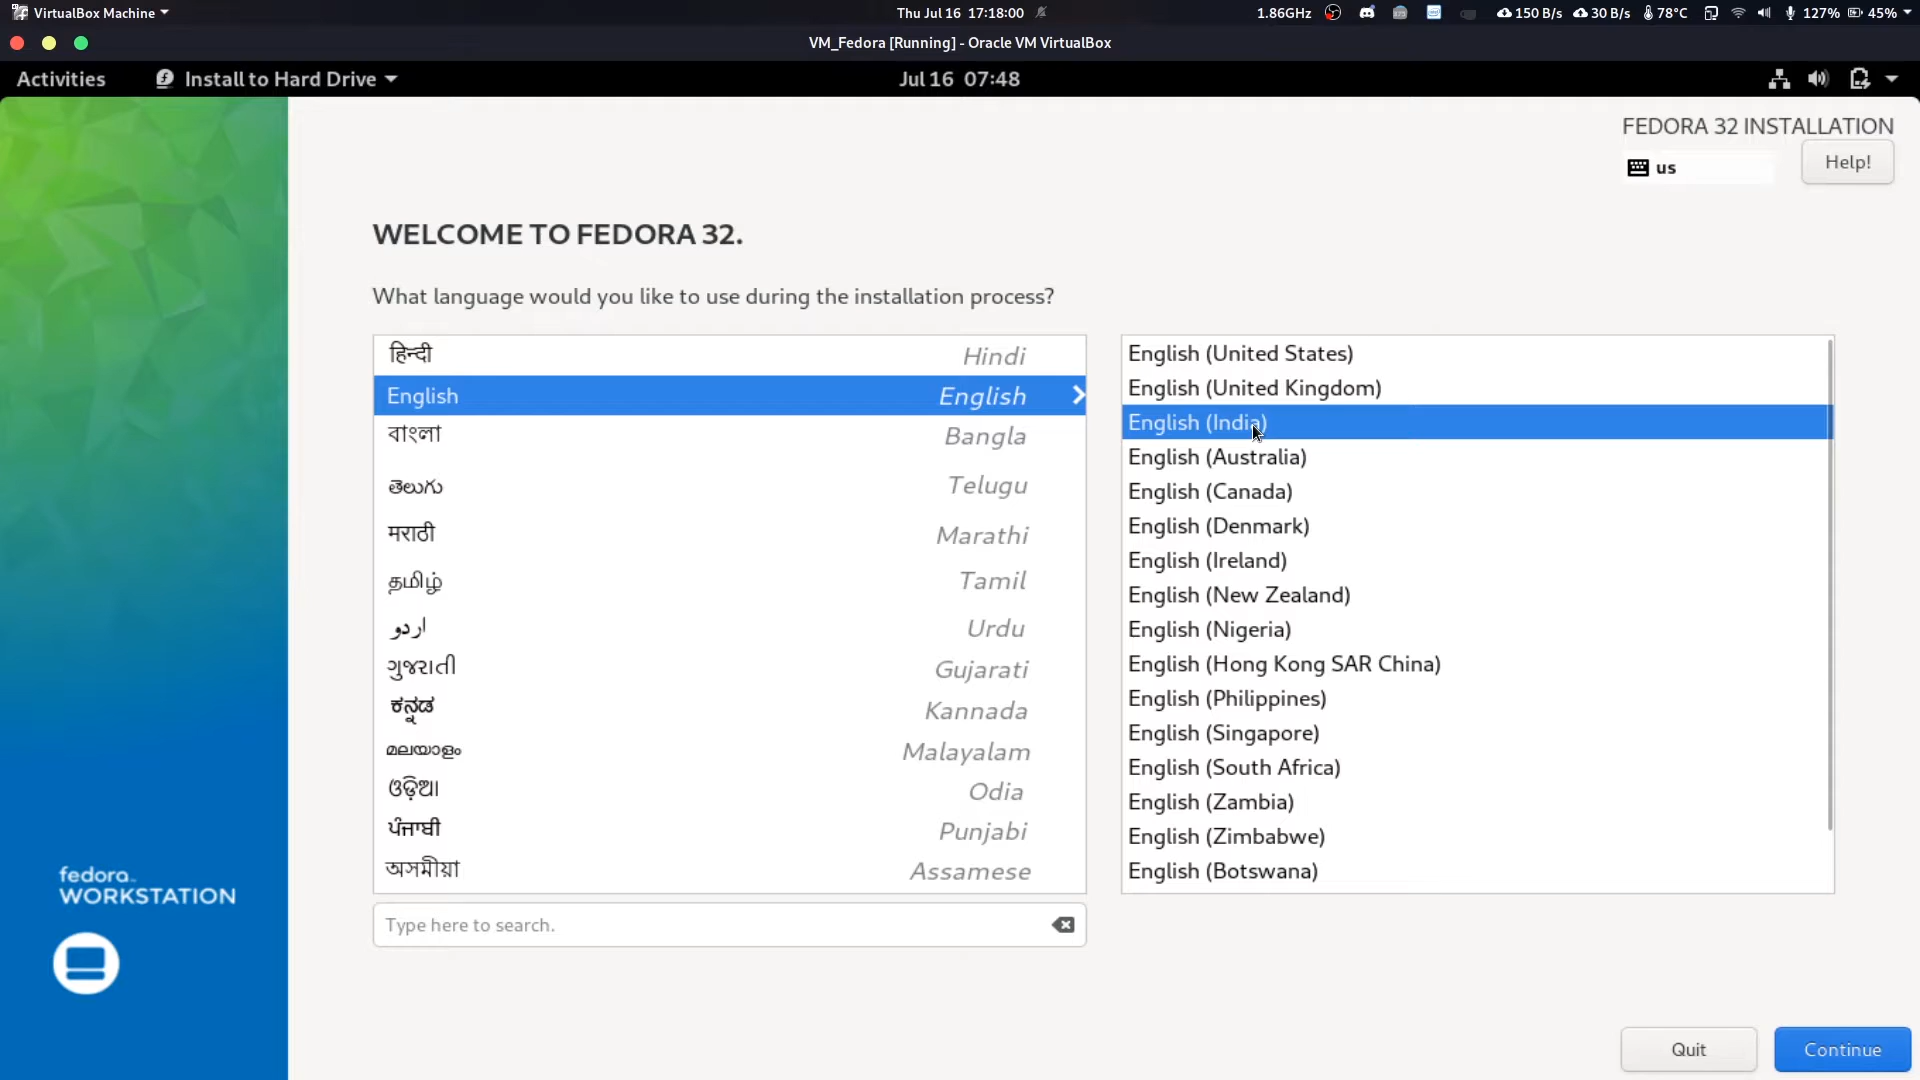 VirtualBox Machine
Thu Jul 16 17:18:00
1.86GHz
150 B/s
30 B/s
78°C
127%
45%
VM_Fedora [Running] - Oracle VM VirtualBox
Activities
Install to Hard Drive
Jul 16 07:48
FEDORA 32 INSTALLATION
us
Help!
WELCOME TO FEDORA 32.
What language would you like to use during the installation process?
हिन्दी Hindi
English English
বাংলা Bangla
తెలుగు Telugu
मराठी Marathi
தமிழ் Tamil
اردو Urdu
ગુજરાતી Gujarati
ಕನ್ನಡ Kannada
മലയാളം Malayalam
ଓଡ଼ିଆ Odia
ਪੰਜਾਬੀ Punjabi
অসমীয়া Assamese
Type here to search.
English (United States)
English (United Kingdom)
English (India)
English (Australia)
English (Canada)
English (Denmark)
English (Ireland)
English (New Zealand)
English (Nigeria)
English (Hong Kong SAR China)
English (Philippines)
English (Singapore)
English (South Africa)
English (Zambia)
English (Zimbabwe)
English (Botswana)
fedora
WORKSTATION
Quit
Continue